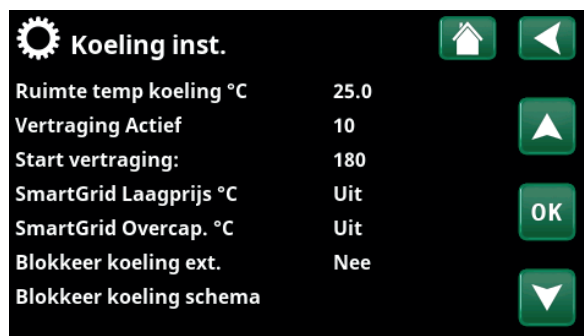 Koeling inst.
Ruimte temp koeling °C 25.0
Vertraging Actief 10
Start vertraging: 180
SmartGrid Laagprijs °C Uit
SmartGrid Overcap. °C Uit
OK
Blokkeer koeling ext. Nee
Blokkeer koeling schema